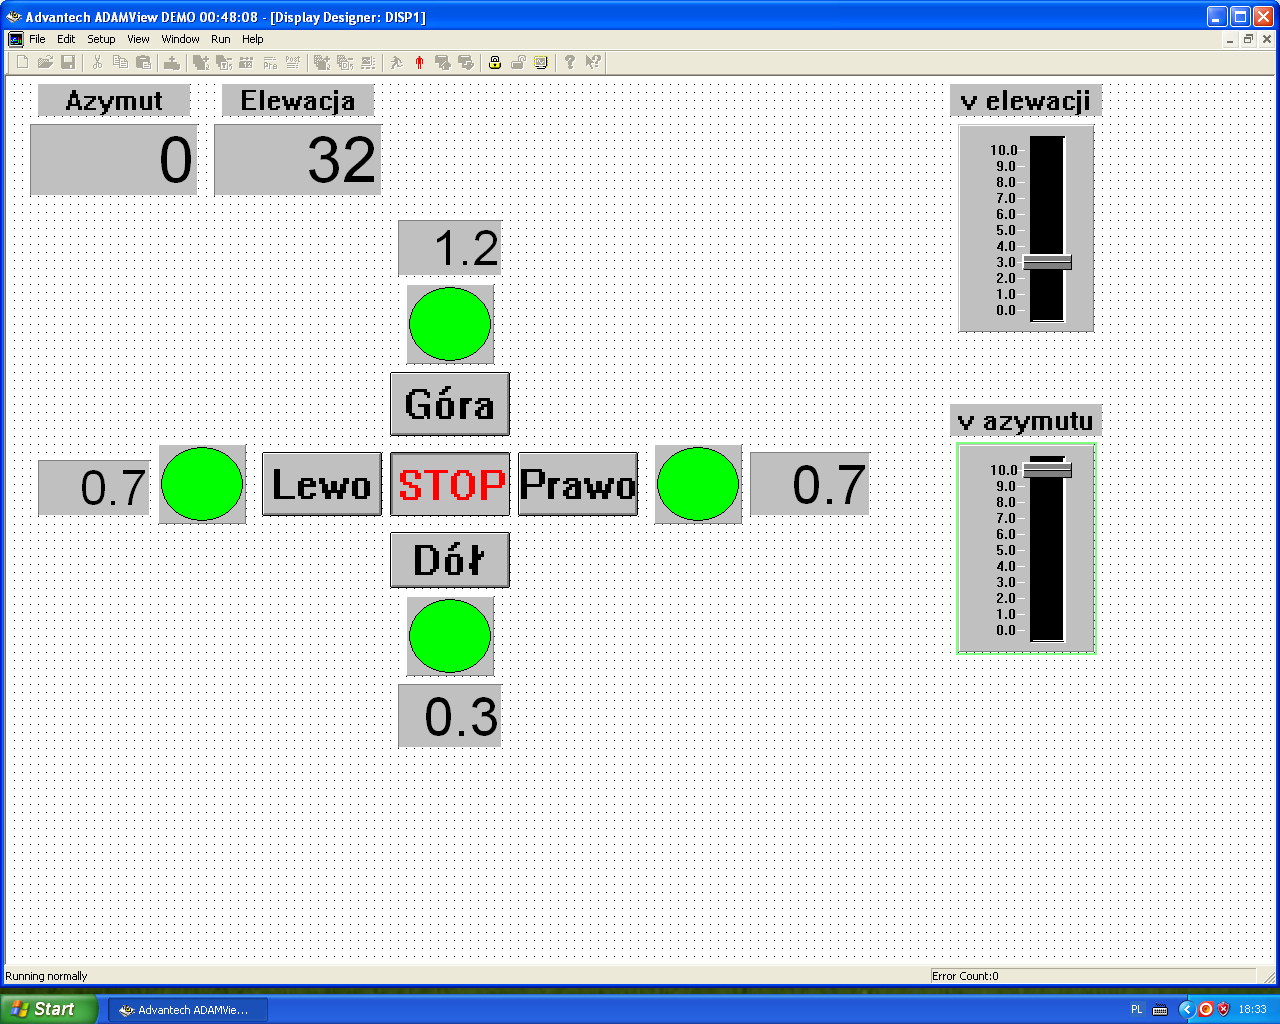 Advantech ADAMView DEMO 00:48:08 - [Display Designer: DISP1]
File Edit Setup View Window Run Help
Azymut
Elewacja
v elewacji
0
32
10.0
9.0
8.0
7.0
6.0
5.0
4.0
3.0
2.0
1.0
0.0
1.2
Góra
v azymutu
0.7
Lewo
STOP
Prawo
0.7
10.0
9.0
8.0
7.0
6.0
5.0
4.0
3.0
2.0
1.0
0.0
Dół
0.3
Running normally
Error Count:0
Start
Advantech ADAMVie...
PL
18:33